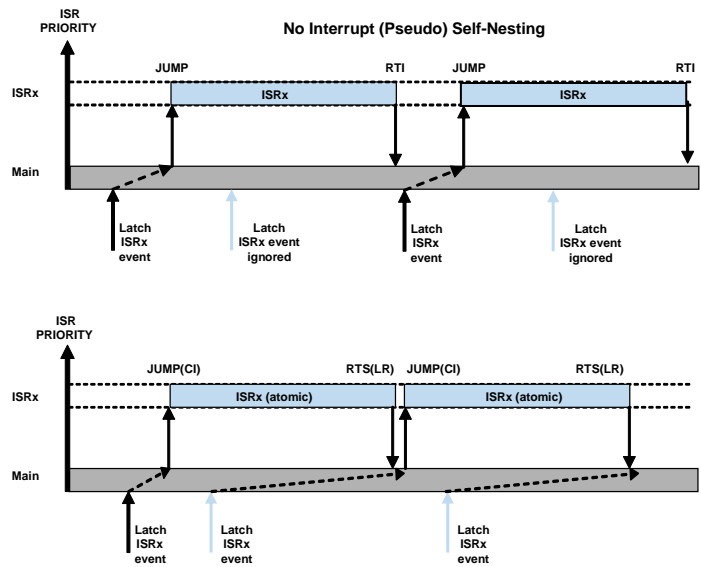 ISR
PRIORITY
No Interrupt (Pseudo) Self-Nesting
JUMP
RTI
JUMP
RTI
ISRx
ISRx
ISRx
Main
Latch
ISRx
event
Latch
ISRx event
ignored
Latch
ISRx
event
Latch
ISRx event
ignored
ISR
PRIORITY
JUMP(CI)
RTS(LR)
JUMP(CI)
RTS(LR)
ISRx
ISRx (atomic)
ISRx (atomic)
Main
Latch
ISRx
event
Latch
ISRx
event
Latch
ISRx
event